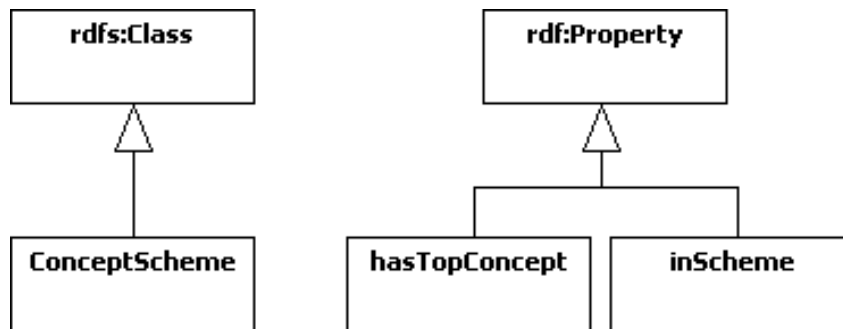 rdfs:Class
rdf:Property
ConceptScheme
hasTopConcept
inScheme